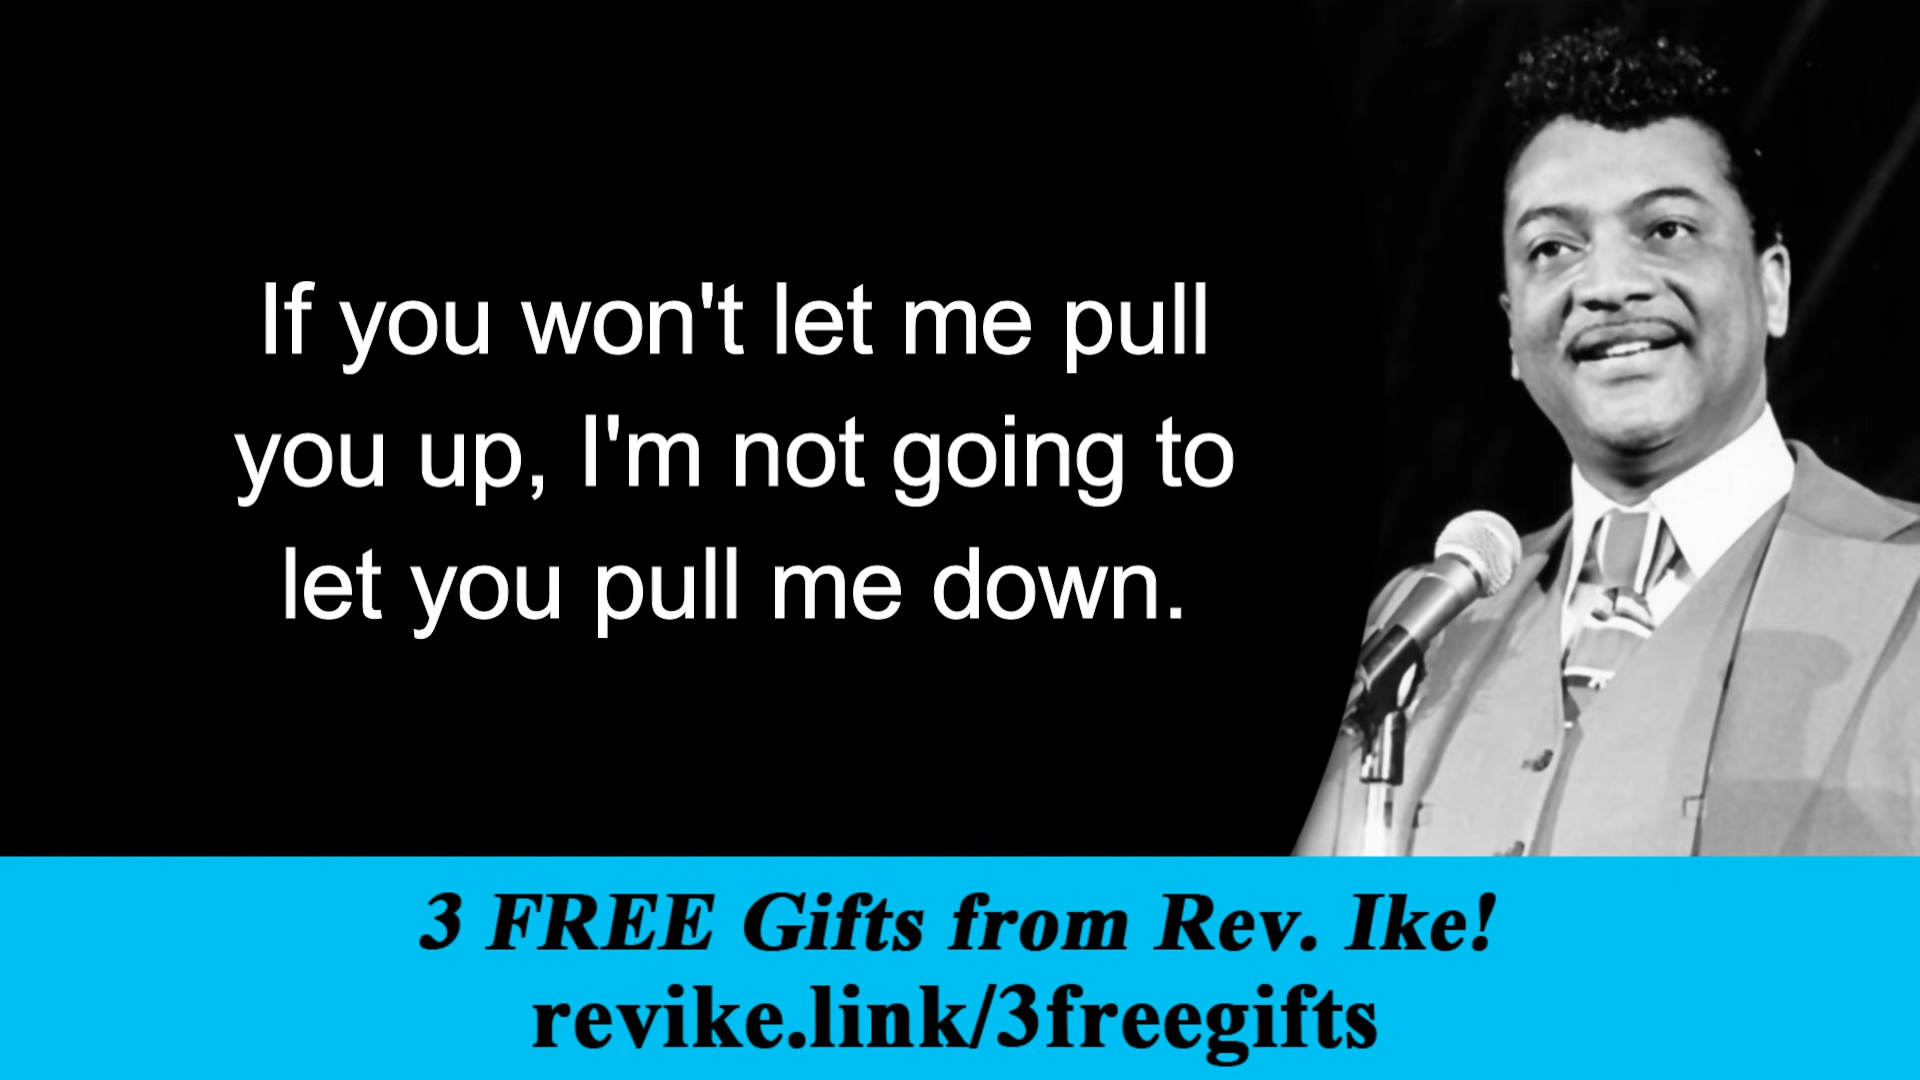 If you won't let me pull
you up, I'm not going to
let you pull me down.
3 FREE Gifts from Rev. Ike!
revike.link/3freegifts